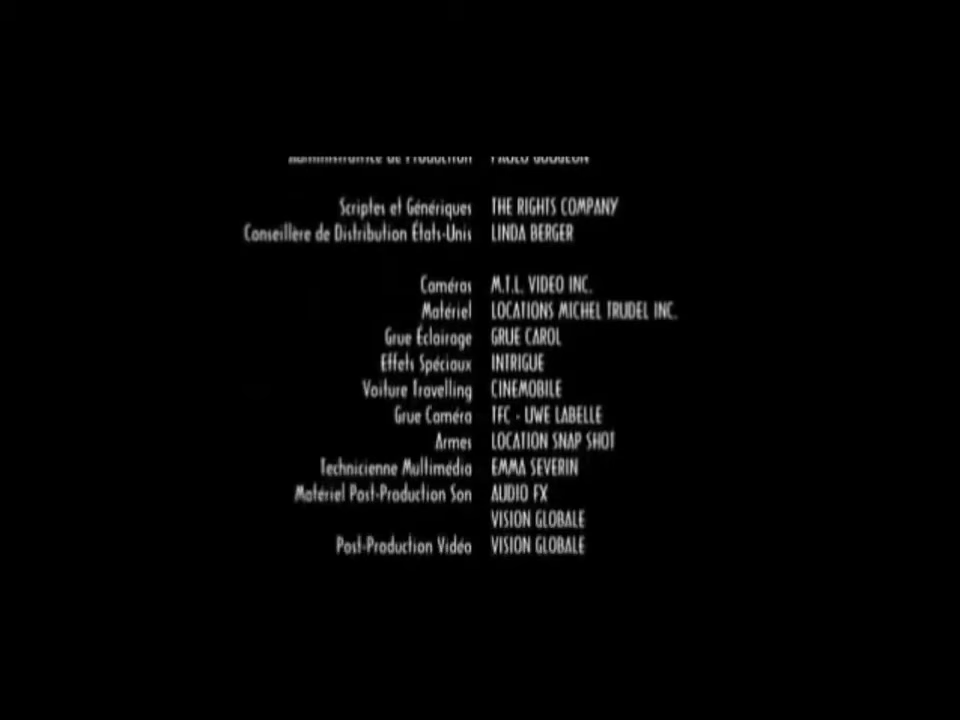 Administratrice de Production
Scriptes et Génériques THE RIGHTS COMPANY
Conseillère de Distribution États-Unis LINDA BERGER
Caméras M.T.L. VIDEO INC.
Matériel LOCATIONS MICHEL TRUDEL INC.
Grue Éclairage GRUE CAROL
Effets Spéciaux INTRIGUE
Voiture Travelling CINEMOBILE
Grue Caméra TFC - UWE LABELLE
Armes LOCATION SNAP SHOT
Technicienne Multimédia EMMA SEVERIN
Matériel Post-Production Son AUDIO FX
VISION GLOBALE
Post-Production Vidéo VISION GLOBALE